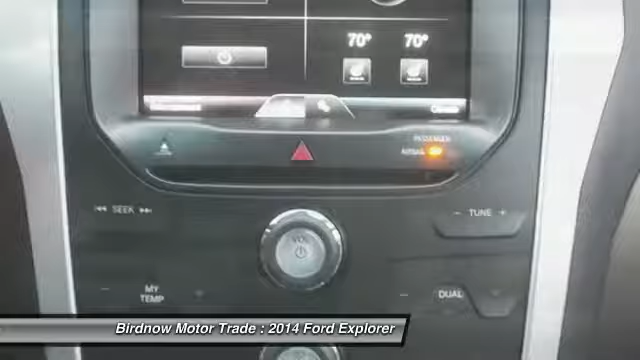 70° 70°
PASSENGER
AIRBAG OFF
SEEK
VOL
− TUNE +
MY
TEMP
DUAL
Birdnow Motor Trade : 2014 Ford Explorer